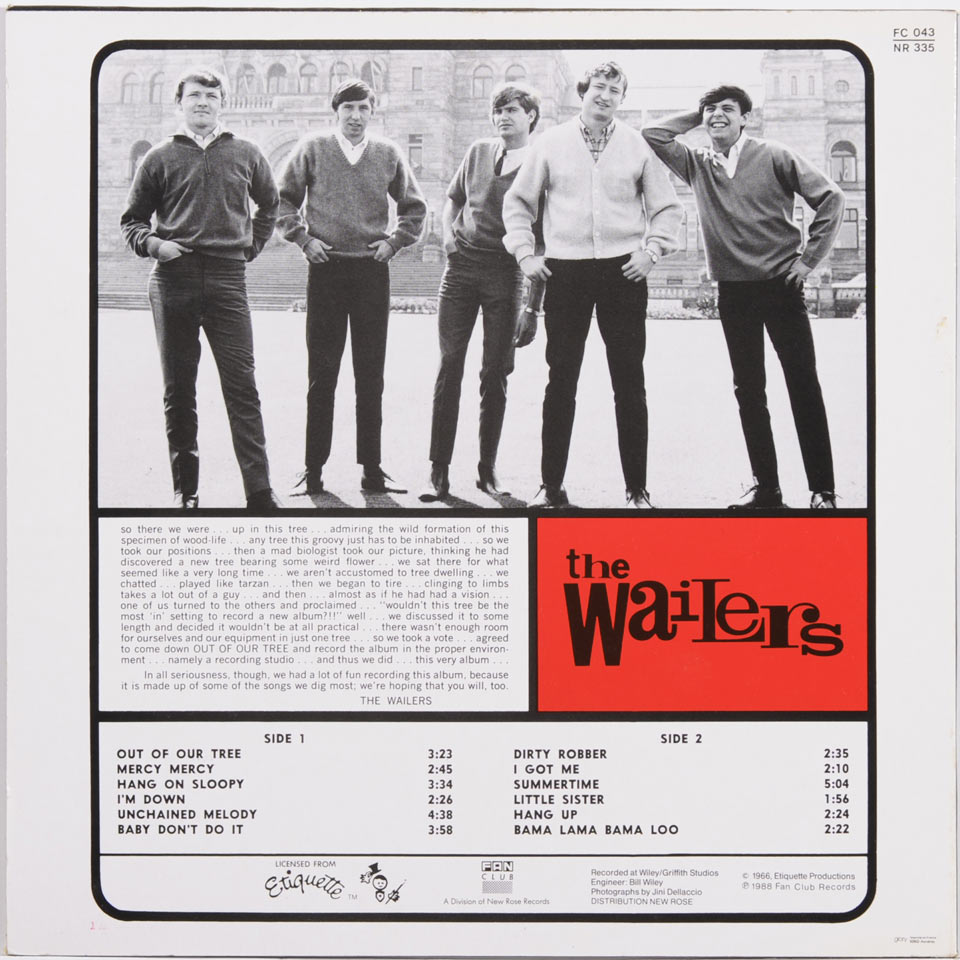 FC 043
NR 335
so there we were . . . up in this tree . . . admiring the wild formation of this
specimen of wood-life . . . any tree this groovy just has to be inhabited . . . so we
took our positions . . . then a mad biologist took our picture, thinking he had
discovered a new tree bearing some weird flower . . . we sat there for what
seemed like a very long time . . . we aren't accustomed to tree dwelling . . . we
chatted . . . played like tarzan . . . then we began to tire . . . clinging to limbs
takes a lot out of a guy . . . and then . . . almost as if he had had a vision . . .
one of us turned to the others and proclaimed . . . "wouldn't this tree be the
most 'in' setting to record a new album?!!" well . . . we discussed it to some
length and decided it wouldn't be at all practical . . . there wasn't enough room
for ourselves and our equipment in just one tree . . . so we took a vote . . . agreed
to come down OUT OF OUR TREE and record the album in the proper environ-
ment . . . namely a recording studio . . . and thus we did . . . this very album . . .
In all seriousness, though, we had a lot of fun recording this album, because
it is made up of some of the songs we dig most; we're hoping that you will, too.
THE WAILERS
the
WaiLers
SIDE 1
OUT OF OUR TREE 3:23
MERCY MERCY 2:45
HANG ON SLOOPY 3:34
I'M DOWN 2:26
UNCHAINED MELODY 4:38
BABY DON'T DO IT 3:58
SIDE 2
DIRTY ROBBER 2:35
I GOT ME 2:10
SUMMERTIME 5:04
LITTLE SISTER 1:56
HANG UP 2:24
BAMA LAMA BAMA LOO 2:22
LICENSED FROM
Etiquette TM
FAN
CLUB
A Division of New Rose Records
Recorded at Wiley/Griffith Studios
Engineer: Bill Wiley
Photographs by Jini Dellaccio
DISTRIBUTION NEW ROSE
© 1966, Etiquette Productions
℗ 1988 Fan Club Records